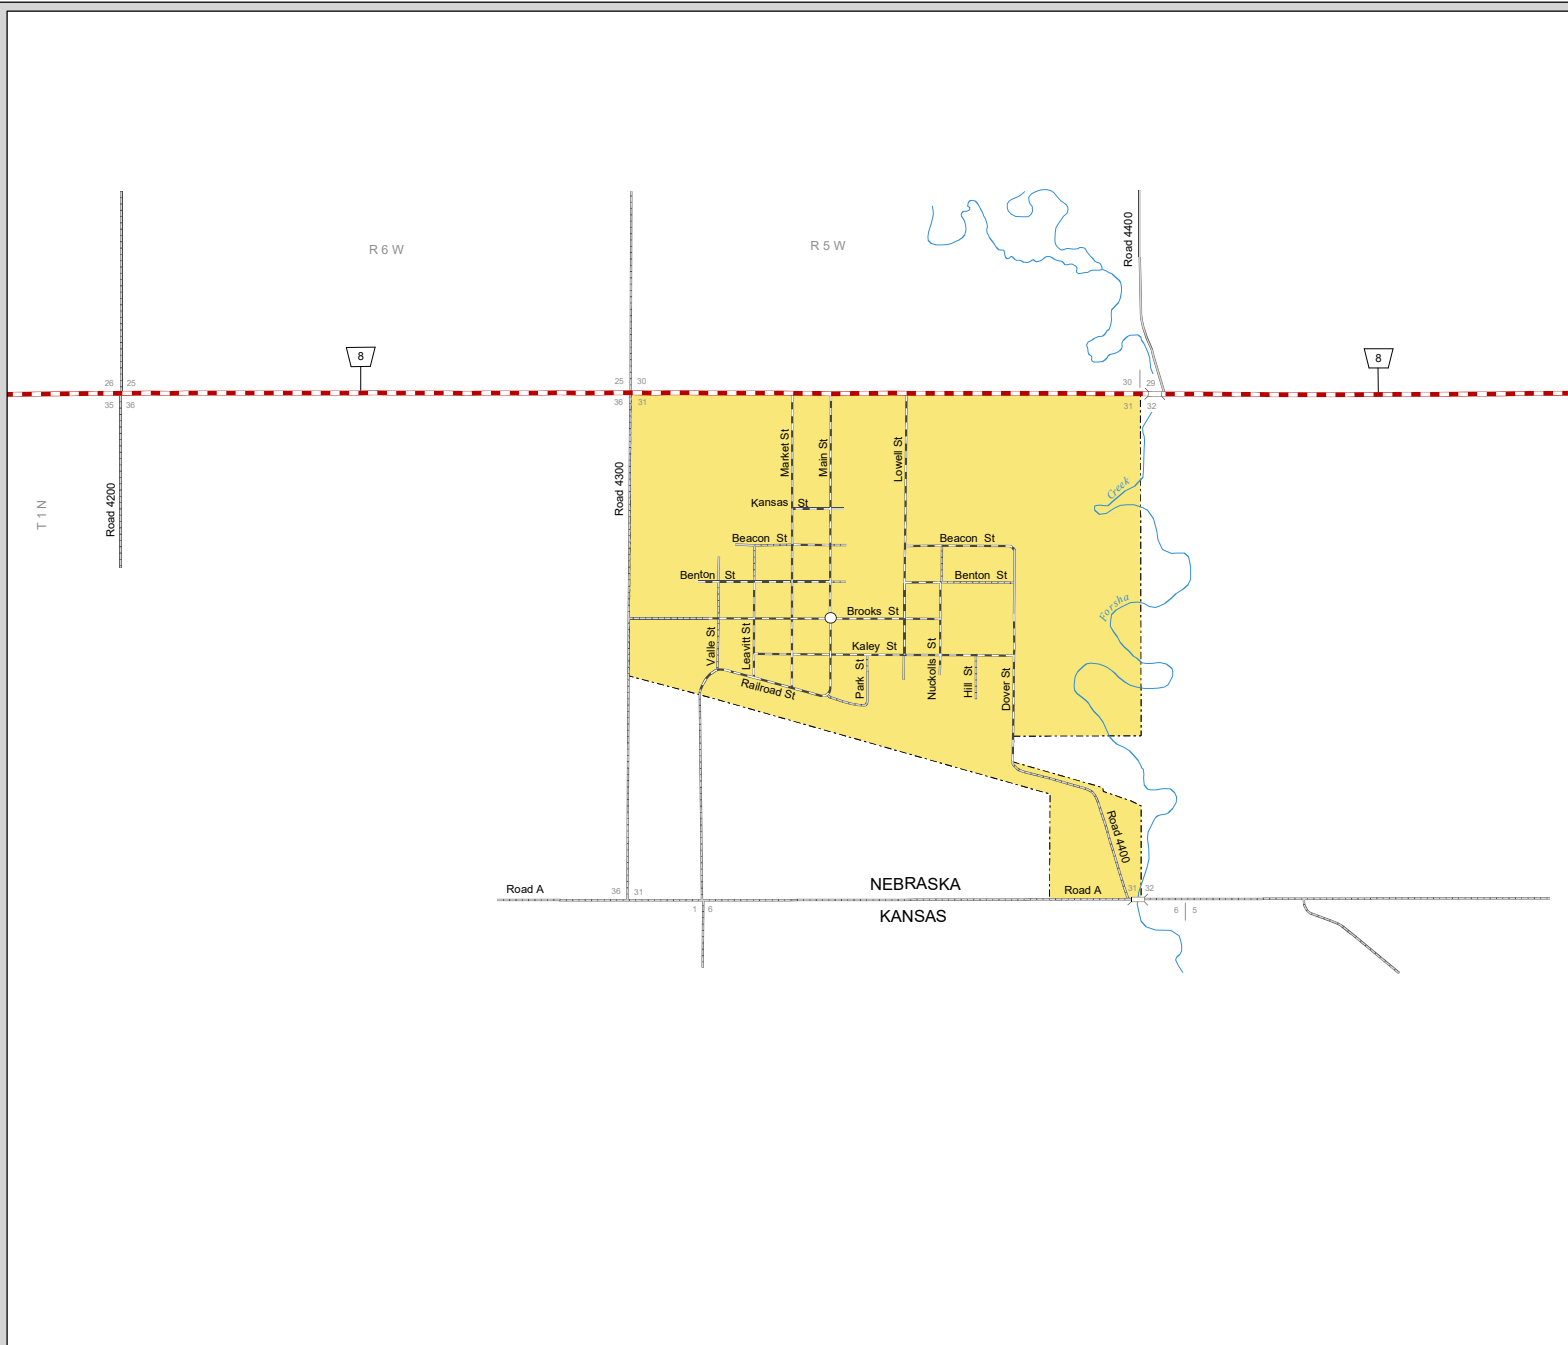 Road 4400
R 6 W
R 5 W
8
8
26 25
25 30
30 29
35 36
36 31
31 32
Market St
Main St
Lowell St
Road 4300
Road 4200
T 1 N
Creek
Kansas St
Beacon St
Beacon St
Benton St
Benton St
Forsha
Brooks St
Valle St
Leavitt St
Kaley St
Park St
Nuckolls St
Hill St
Dover St
Railroad St
Road 4400
NEBRASKA
Road A
36 31
Road A
31 32
1 6
KANSAS
6 5